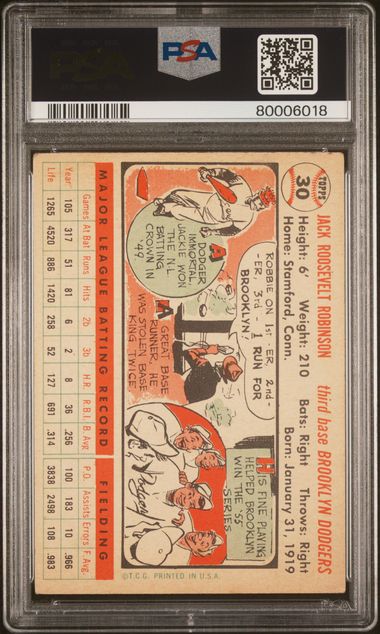 PSA
PSA
80006018
TOPPS
30
JACK ROOSEVELT ROBINSON third base BROOKLYN DODGERS
Height: 6' Weight: 210 Bats: Right Throws: Right
Home: Stamford, Conn. Born: January 31, 1919
A DODGER
IMMORTAL,
JACKIE WON
THE N.L.
BATTING
CROWN IN
'49
ROBBIE ON 1ST-ER, 2ND-
-ER, 3RD
1 RUN FOR
BROOKLYN!
A GREAT BASE
RUNNER, HE
WAS STOLEN BASE
KING TWICE
HIS FINE PLAYING
HELPED BROOKLYN
WIN THE '55
SERIES
Dodgers
MAJOR LEAGUE BATTING RECORD FIELDING
Games At Bat Runs Hits 2b 3b H.R. R.B.I. B. Avg. P.O. Assists Errors F. Avg.
Year 105 317 51 81 6 2 8 36 .256 100 183 10 .966
Life 1265 4520 886 1420 258 52 127 691 .314 3838 2498 108 .983
© T.C.G. PRINTED IN U.S.A.